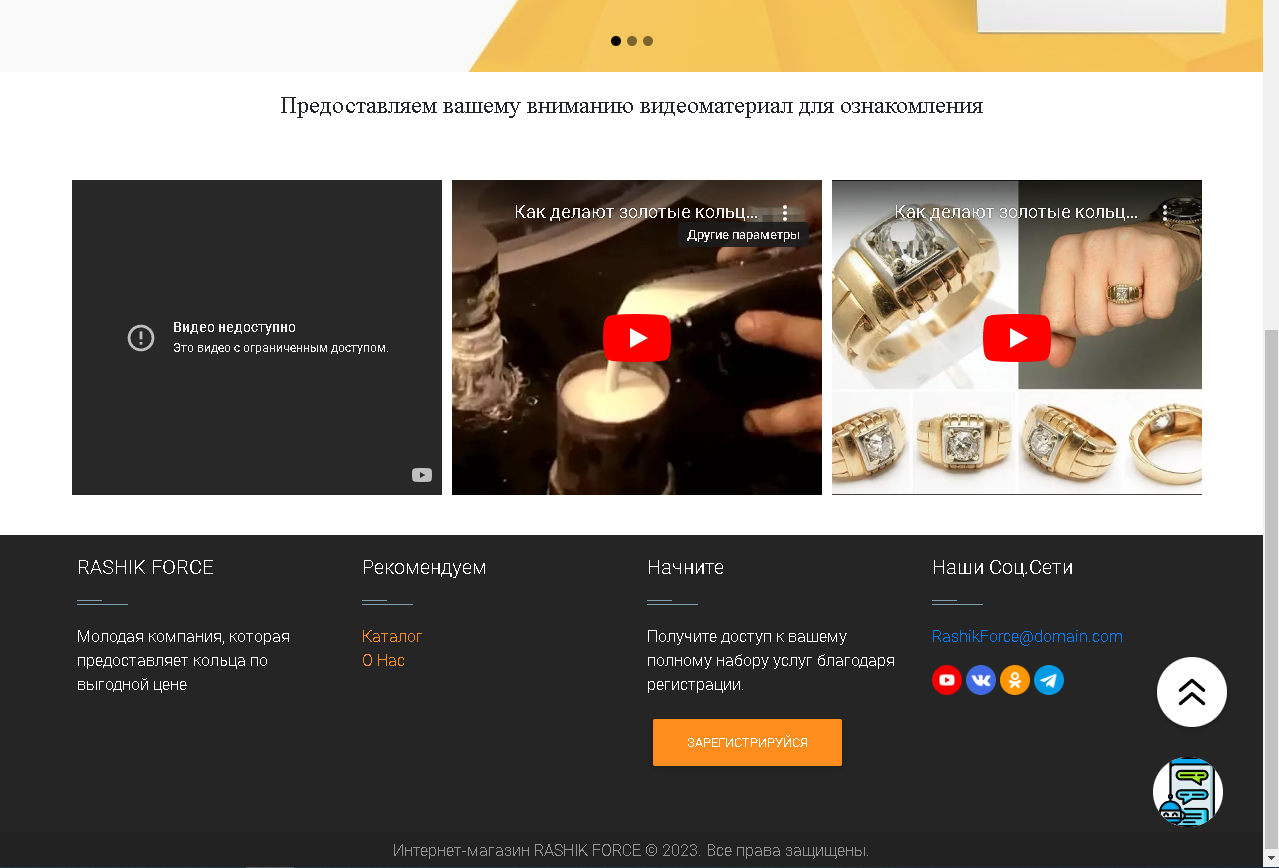 Предоставляем вашему вниманию видеоматериал для ознакомления
Видео недоступно
Это видео с ограниченным доступом.
Как делают золотые кольц...
Другие параметры
Как делают золотые кольц...
RASHIK FORCE
Молодая компания, которая
предоставляет кольца по
выгодной цене
Рекомендуем
Каталог
О Нас
Начните
Получите доступ к вашему
полному набору услуг благодаря
регистрации.
ЗАРЕГИСТРИРУЙСЯ
Наши Соц.Сети
RashikForce@domain.com
Интернет-магазин RASHIK FORCE © 2023. Все права защищены.